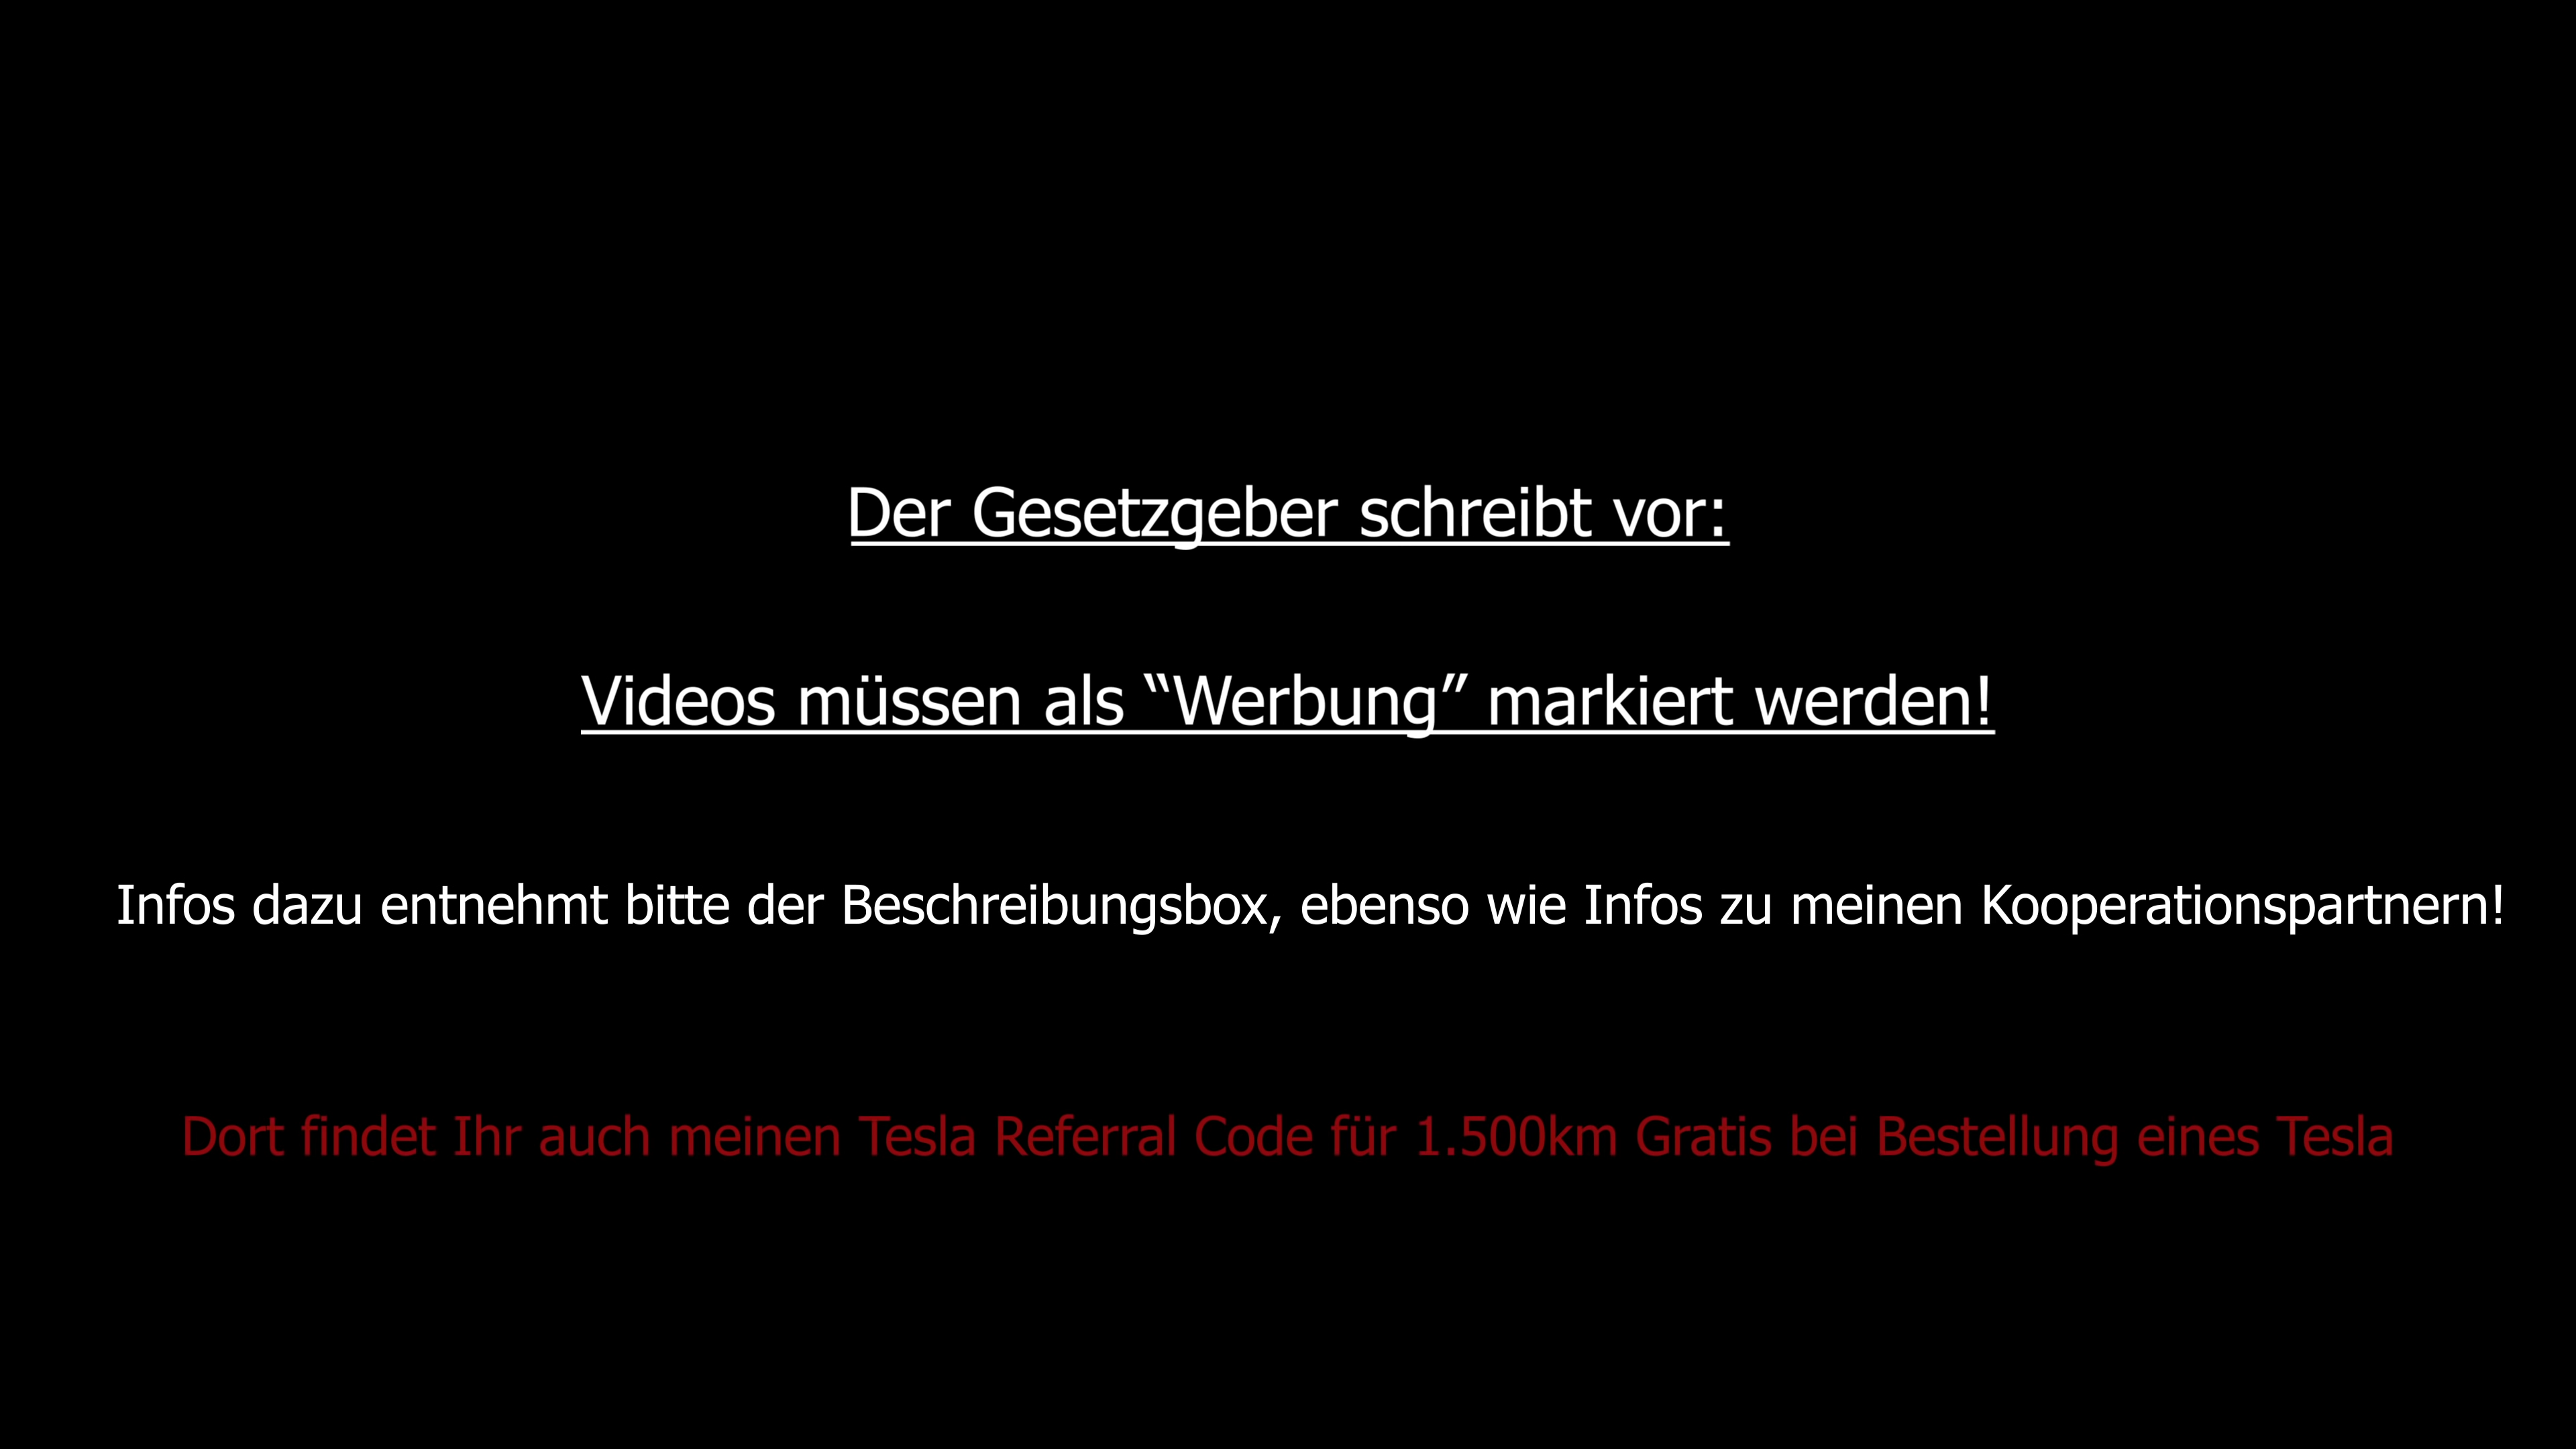 Der Gesetzgeber schreibt vor:
Videos müssen als “Werbung” markiert werden!
Infos dazu entnehmt bitte der Beschreibungsbox, ebenso wie Infos zu meinen Kooperationspartnern!
Dort findet Ihr auch meinen Tesla Referral Code für 1.500km Gratis bei Bestellung eines Tesla